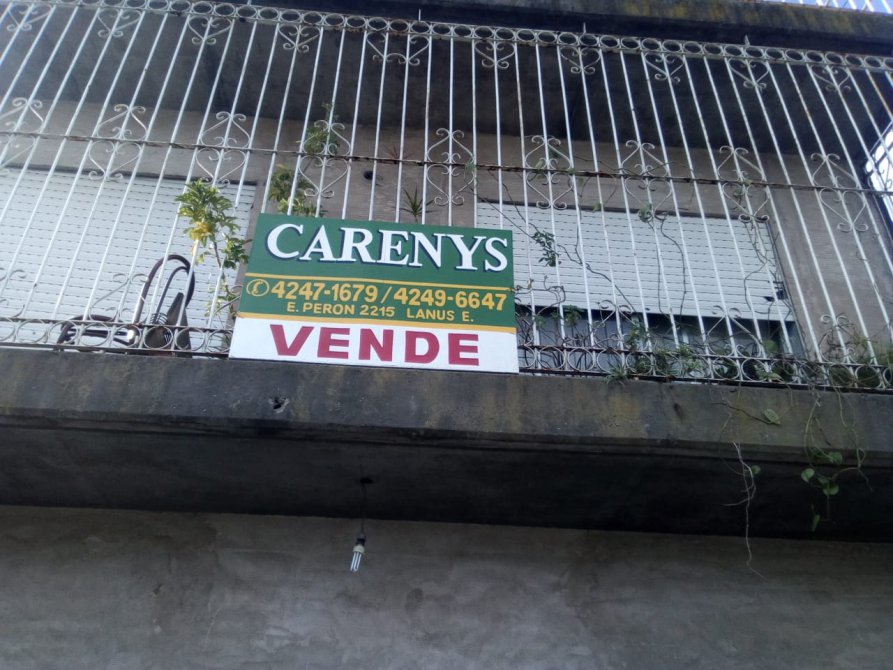 CARENYS
✆ 4247-1679 / 4249-6647
E. PERON 2215 LANUS E.
VENDE